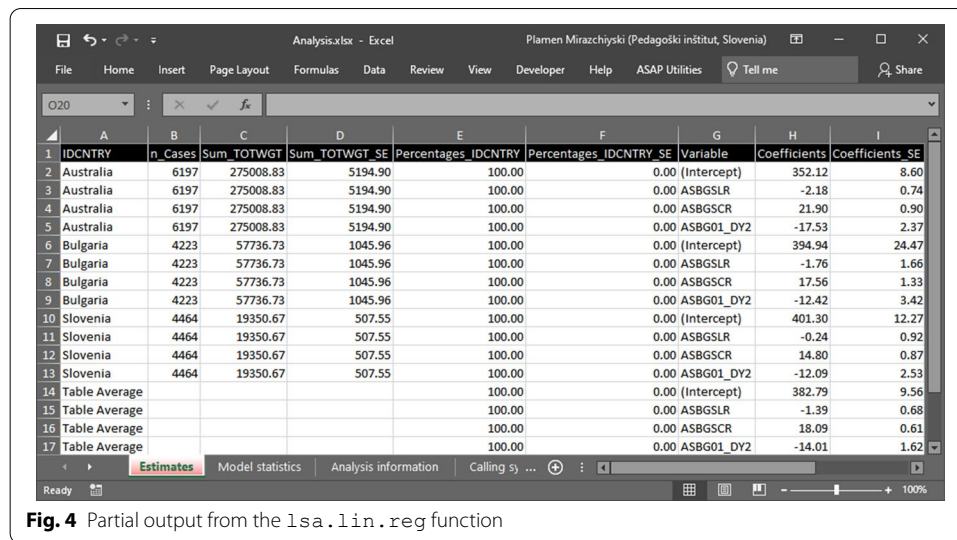 Analysis.xlsx - Excel Plamen Mirazchiyski (Pedagoški inštitut, Slovenia)
File Home Insert Page Layout Formulas Data Review View Developer Help ASAP Utilities Tell me Share
O20 fx
A B C D E F G H I
1 IDCNTRY n_Cases Sum_TOTWGT Sum_TOTWGT_SE Percentages_IDCNTRY Percentages_IDCNTRY_SE Variable Coefficients Coefficients_SE
2 Australia 6197 275008.83 5194.90 100.00 0.00 (Intercept) 352.12 8.60
3 Australia 6197 275008.83 5194.90 100.00 0.00 ASBGSLR -2.18 0.74
4 Australia 6197 275008.83 5194.90 100.00 0.00 ASBGSCR 21.90 0.90
5 Australia 6197 275008.83 5194.90 100.00 0.00 ASBG01_DY2 -17.53 2.37
6 Bulgaria 4223 57736.73 1045.96 100.00 0.00 (Intercept) 394.94 24.47
7 Bulgaria 4223 57736.73 1045.96 100.00 0.00 ASBGSLR -1.76 1.66
8 Bulgaria 4223 57736.73 1045.96 100.00 0.00 ASBGSCR 17.56 1.33
9 Bulgaria 4223 57736.73 1045.96 100.00 0.00 ASBG01_DY2 -12.42 3.42
10 Slovenia 4464 19350.67 507.55 100.00 0.00 (Intercept) 401.30 12.27
11 Slovenia 4464 19350.67 507.55 100.00 0.00 ASBGSLR -0.24 0.92
12 Slovenia 4464 19350.67 507.55 100.00 0.00 ASBGSCR 14.80 0.87
13 Slovenia 4464 19350.67 507.55 100.00 0.00 ASBG01_DY2 -12.09 2.53
14 Table Average 100.00 0.00 (Intercept) 382.79 9.56
15 Table Average 100.00 0.00 ASBGSLR -1.39 0.68
16 Table Average 100.00 0.00 ASBGSCR 18.09 0.61
17 Table Average 100.00 0.00 ASBG01_DY2 -14.01 1.62
Estimates Model statistics Analysis information Calling sy ...
Ready 100%
Fig. 4 Partial output from the lsa.lin.reg function